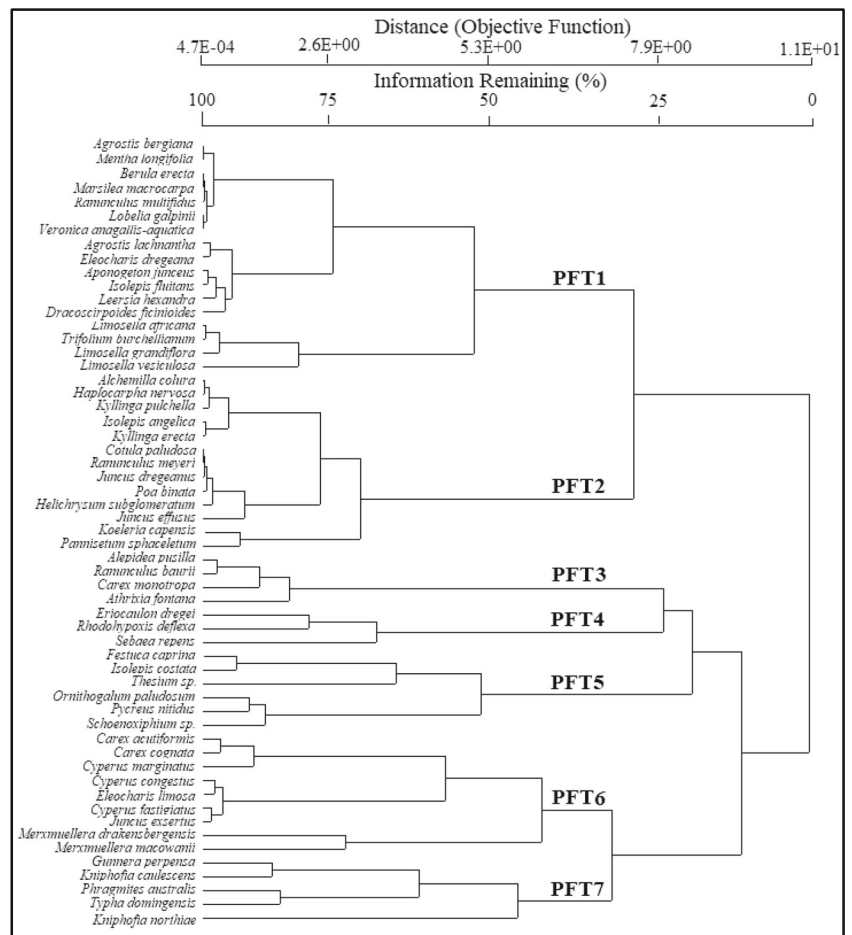 Distance (Objective Function)
4.7E-04 2.6E+00 5.3E+00 7.9E+00 1.1E+01
Information Remaining (%)
100 75 50 25 0
Agrostis bergiana
Mentha longifolia
Berula erecta
Marsilea macrocarpa
Ranunculus multifidus
Lobelia galpinii
Veronica anagallis-aquatica
Agrostis lachnantha
Eleocharis dregeana
Aponogeton junceus
PFT1
Isolepis fluitans
Leersia hexandra
Dracoscirpoides ficinioides
Limosella africana
Trifolium burchellianum
Limosella grandiflora
Limosella vesiculosa
Alchemilla colura
Haplocarpha nervosa
Kyllinga pulchella
Isolepis angelica
Kyllinga erecta
Cotula paludosa
Ranunculus meyeri
Juncus dregeanus
PFT2
Poa binata
Helichrysum subglomeratum
Juncus effusus
Koeleria capensis
Pannisetum sphaceletum
Alepidea pusilla
Ranunculus baurii
PFT3
Carex monotropa
Athrixia fontana
Eriocaulon dregei
PFT4
Rhodohypoxis deflexa
Sebaea repens
Festuca caprina
Isolepis costata
PFT5
Thesium sp.
Ornithogalum paludosum
Pycreus nitidus
Schoenoxiphium sp.
Carex acutiformis
Carex cognata
Cyperus marginatus
Cyperus congestus
Eleocharis limosa
PFT6
Cyperus fastigiatus
Juncus exsertus
Merxmuellera drakensbergensis
Merxmuellera macowanii
Gunnera perpensa
Kniphofia caulescens
Phragmites australis
PFT7
Typha domingensis
Kniphofia northiae